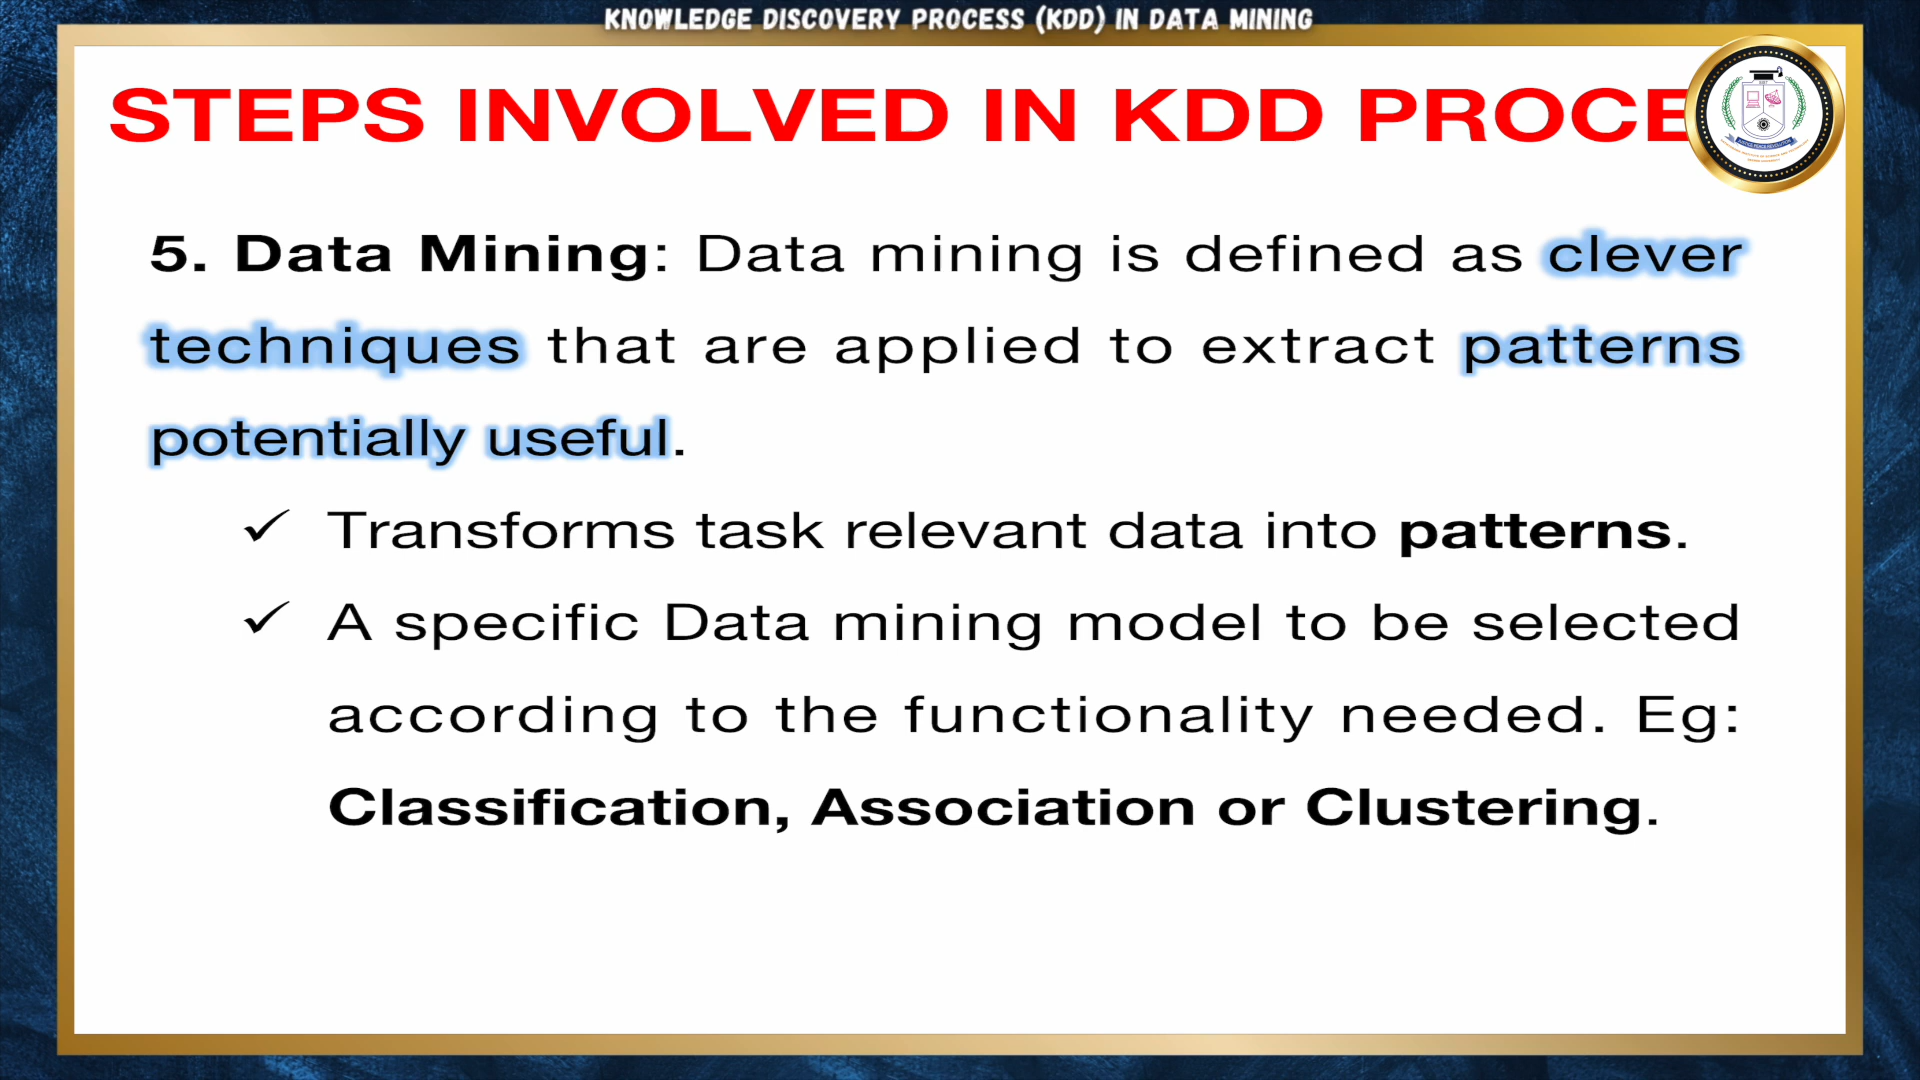 KNOWLEDGE DISCOVERY PROCESS (KDD) IN DATA MINING
STEPS INVOLVED IN KDD PROCE
5. Data Mining: Data mining is defined as clever
techniques that are applied to extract patterns
potentially useful.
✓ Transforms task relevant data into patterns.
✓ A specific Data mining model to be selected
according to the functionality needed. Eg:
Classification, Association or Clustering.